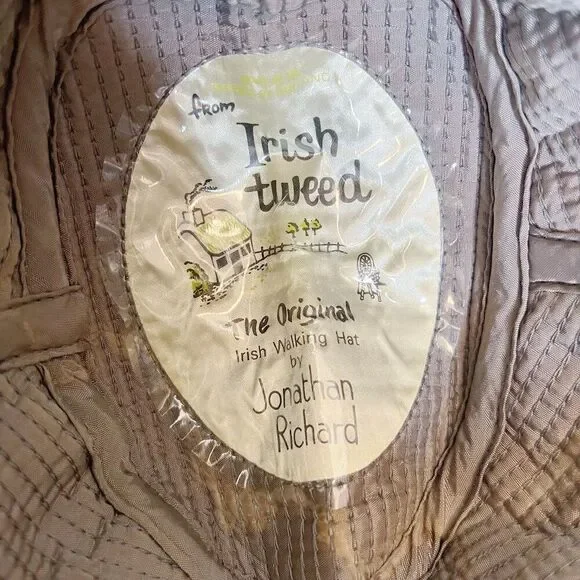 from
Irish
tweed
The Original
Irish Walking Hat
by
Jonathan
Richard